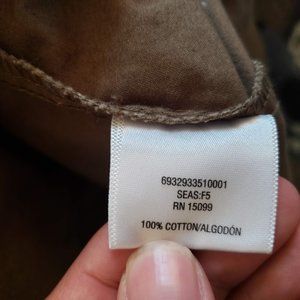 6932933510001
SEAS:F5
RN 15099
100% COTTON/ALGODÓN